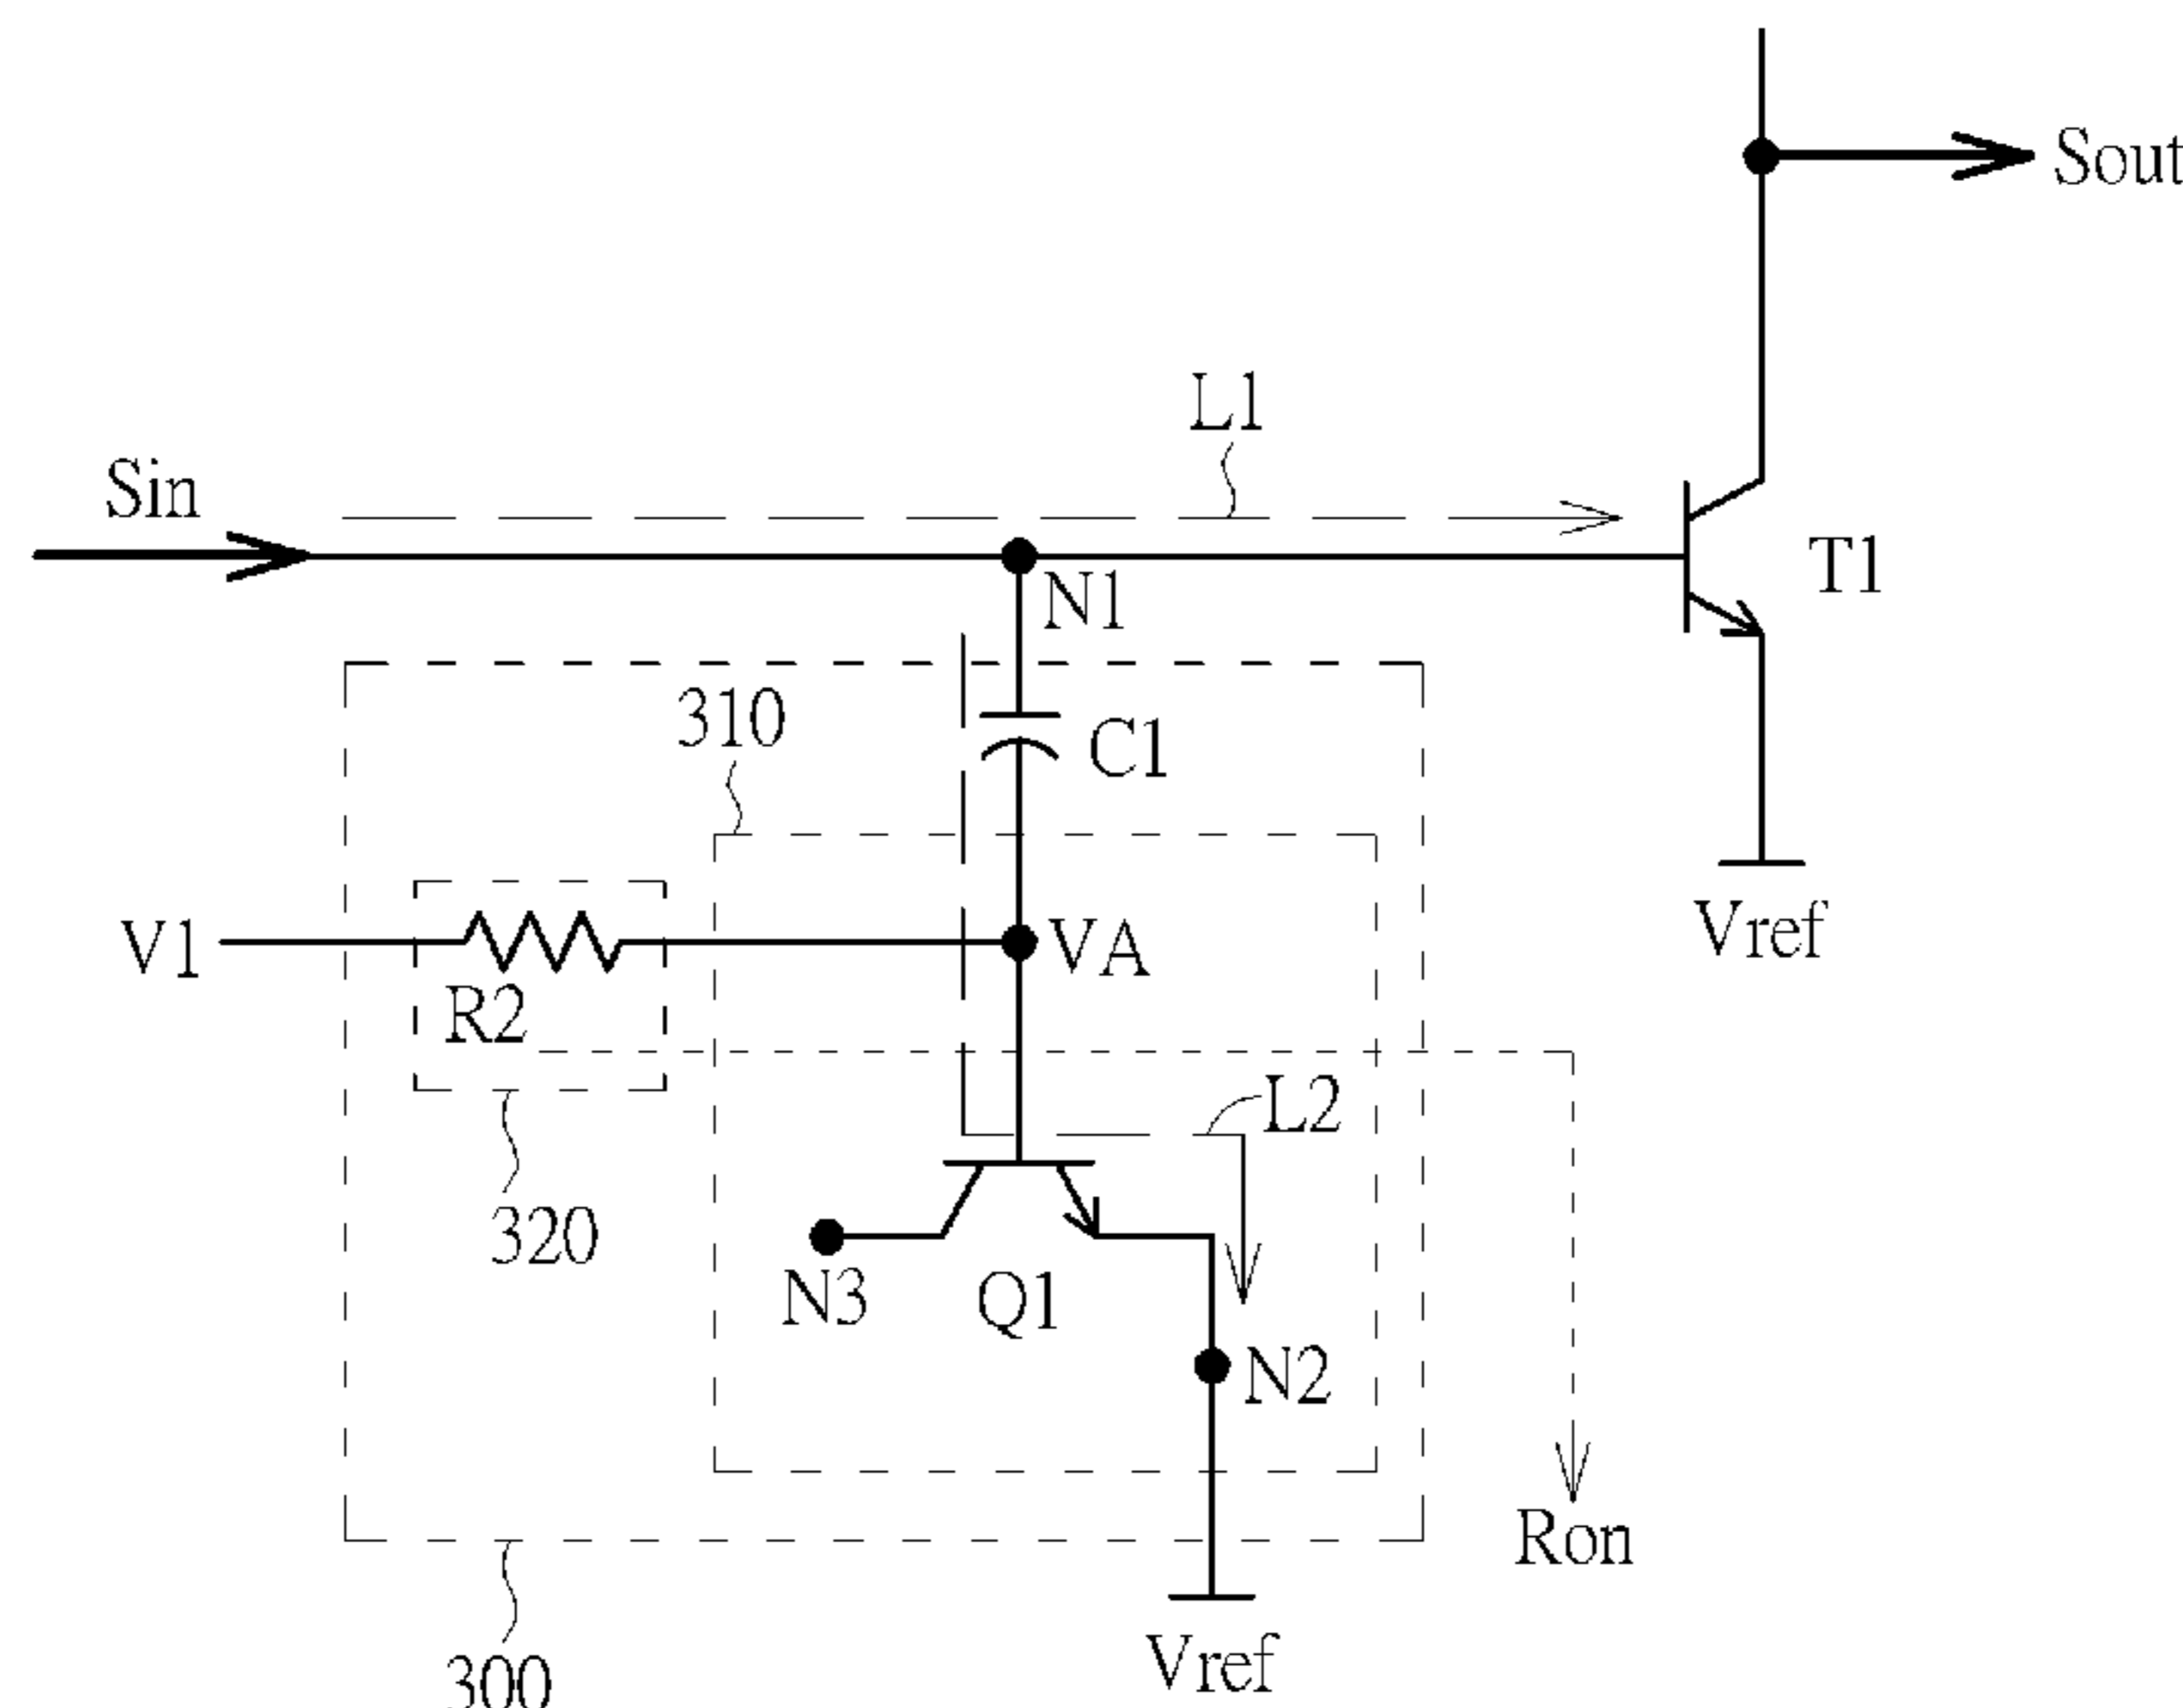 Sout
L1
Sin
N1
T1
310
C1
V1
VA
Vref
R2
L2
320
N3
Q1
N2
Ron
300
Vref